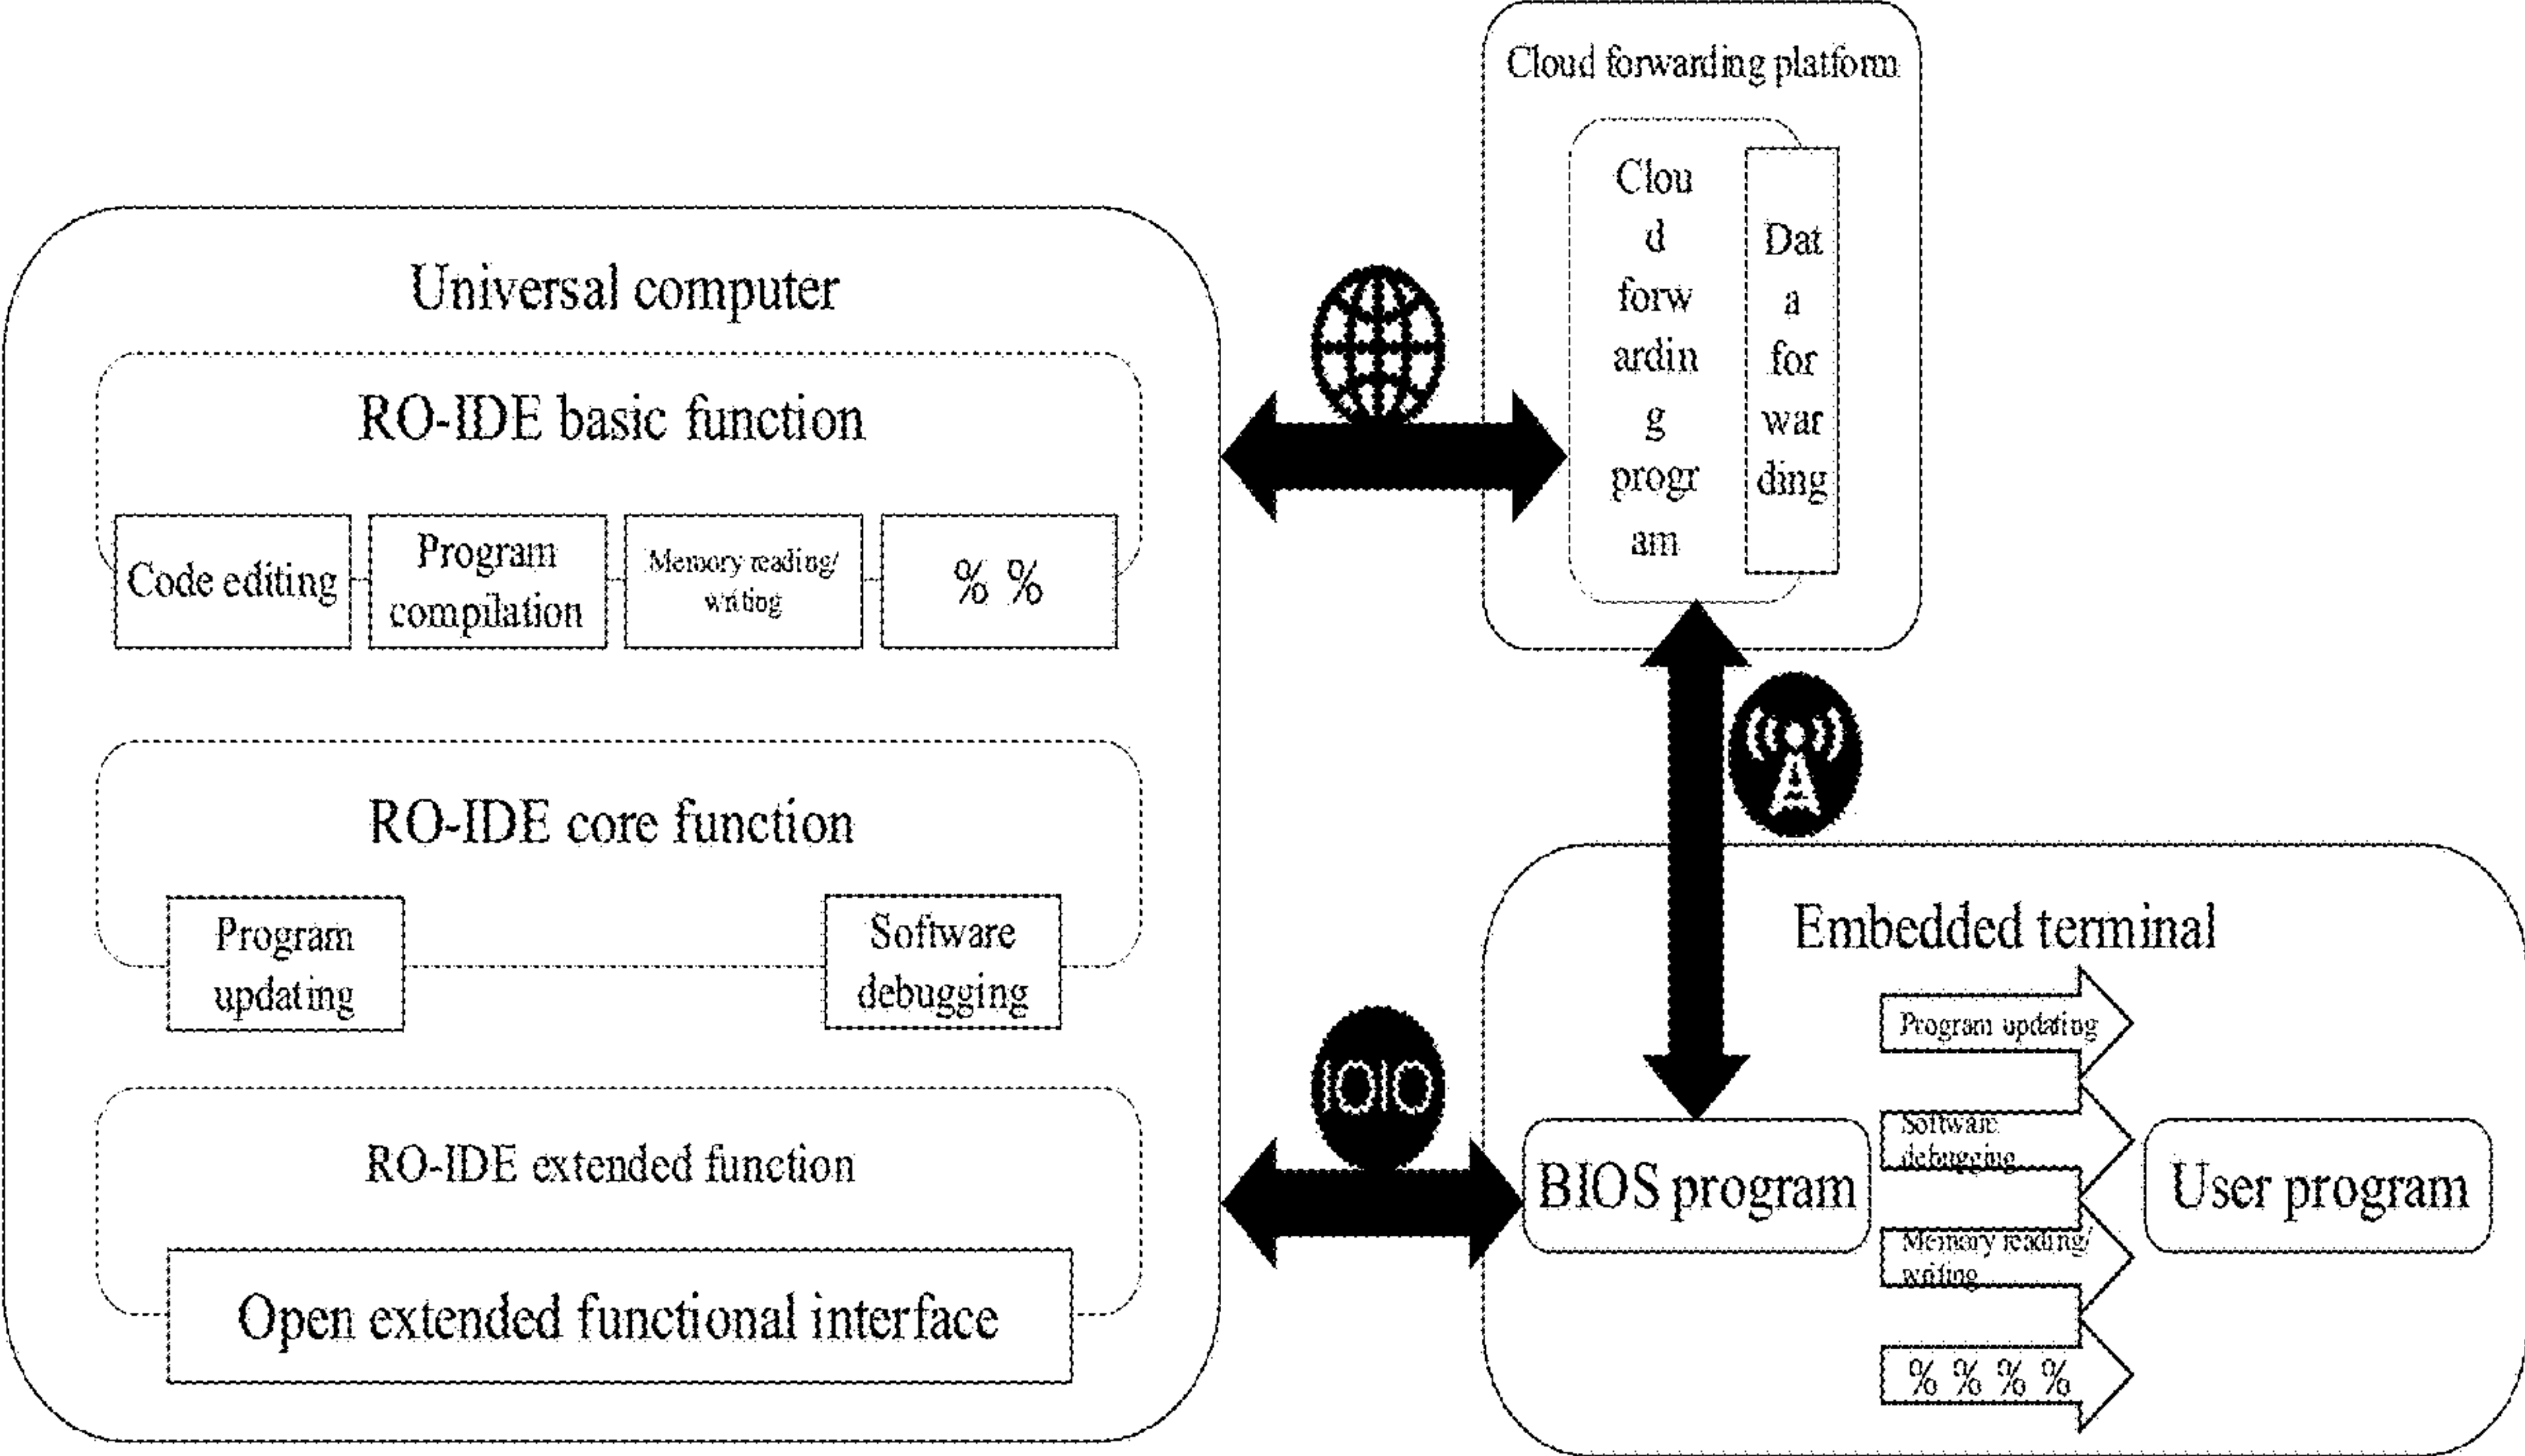 Universal computer
RO-IDE basic function
Code editing
Program
compilation
Memory reading/
writing
% %
RO-IDE core function
Program
updating
Software
debugging
RO-IDE extended function
Open extended functional interface
Cloud forwarding platform
Clou
d
forw
ardin
g
progr
am
Dat
a
for
war
ding
1010
Embedded terminal
BIOS program
Program updating
Software
debugging
Memory reading/
writing
% % % %
User program